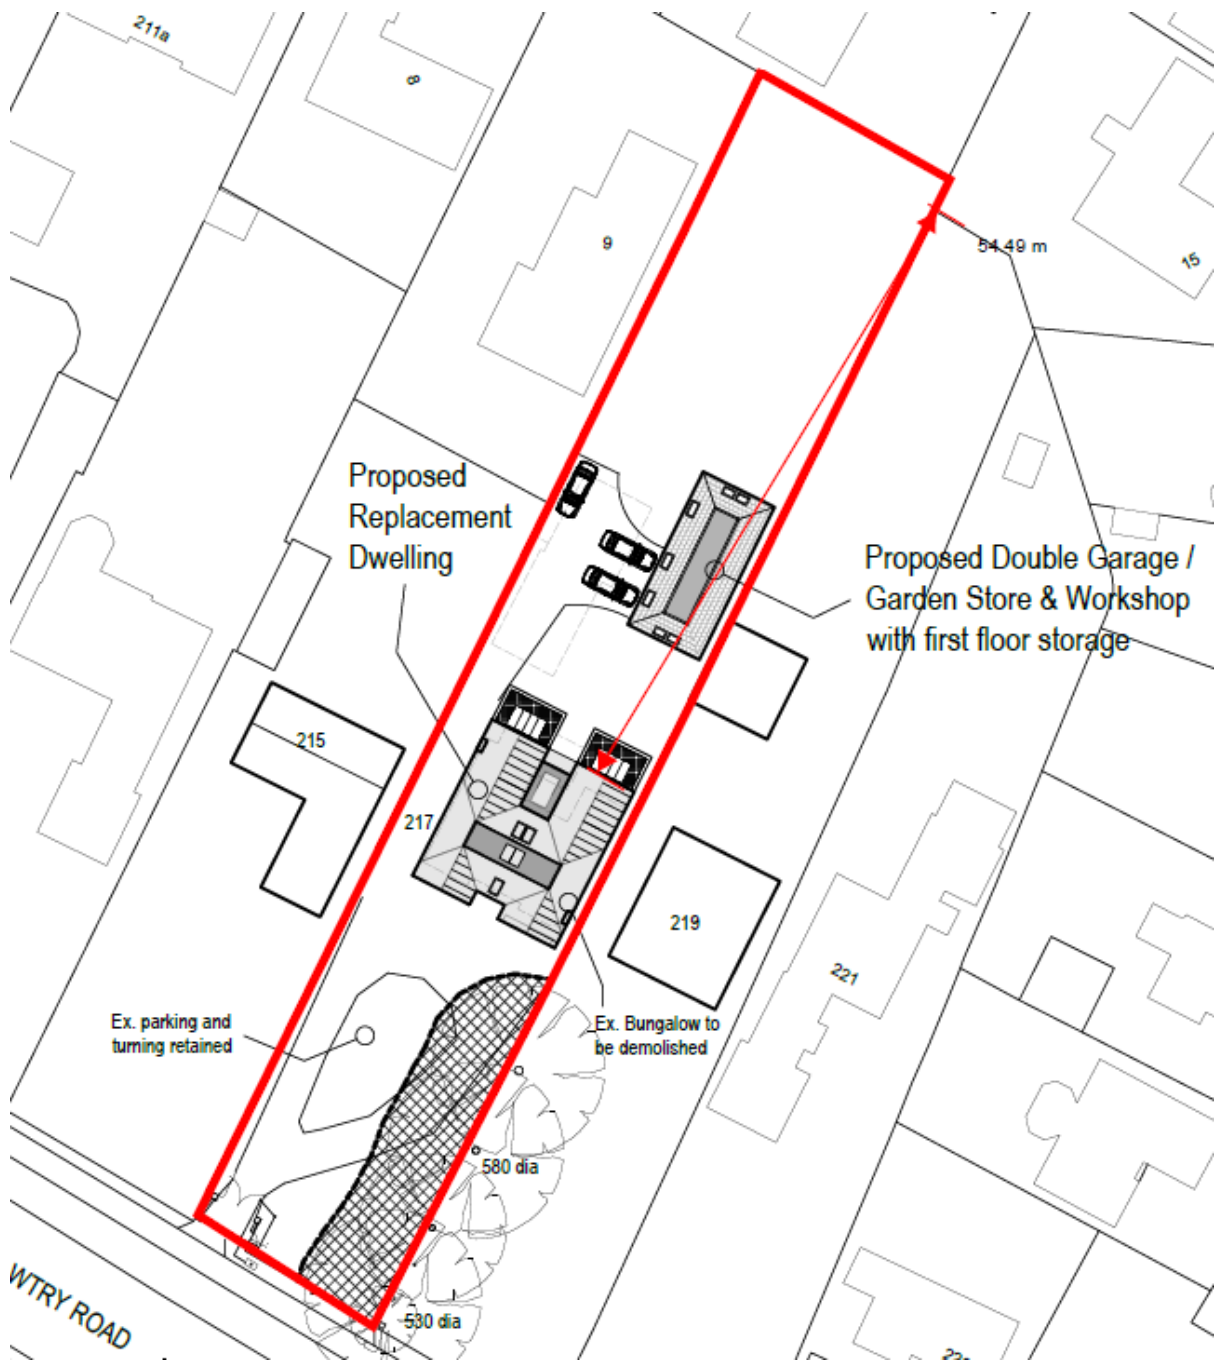 211a
8
9
54.49 m
15
Proposed
Replacement
Dwelling
Proposed Double Garage /
Garden Store & Workshop
with first floor storage
215
217
219
221
Ex. parking and
turning retained
Ex. Bungalow to
be demolished
580 dia
530 dia
WTRY ROAD